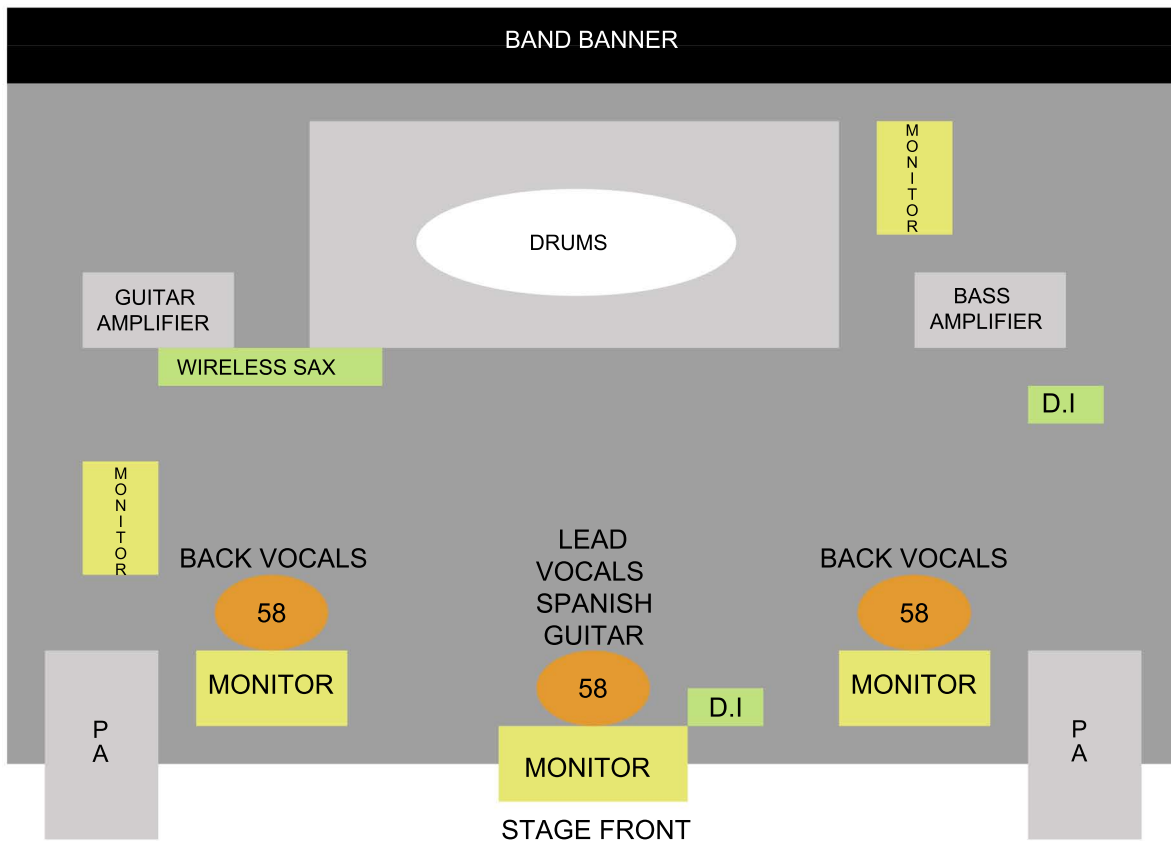 BAND BANNER
MONITOR
DRUMS
GUITAR
AMPLIFIER
BASS
AMPLIFIER
WIRELESS SAX
D.I
MONITOR
BACK VOCALS
58
MONITOR
LEAD
VOCALS
SPANISH
GUITAR
58
D.I
MONITOR
BACK VOCALS
58
MONITOR
P
A
P
A
STAGE FRONT